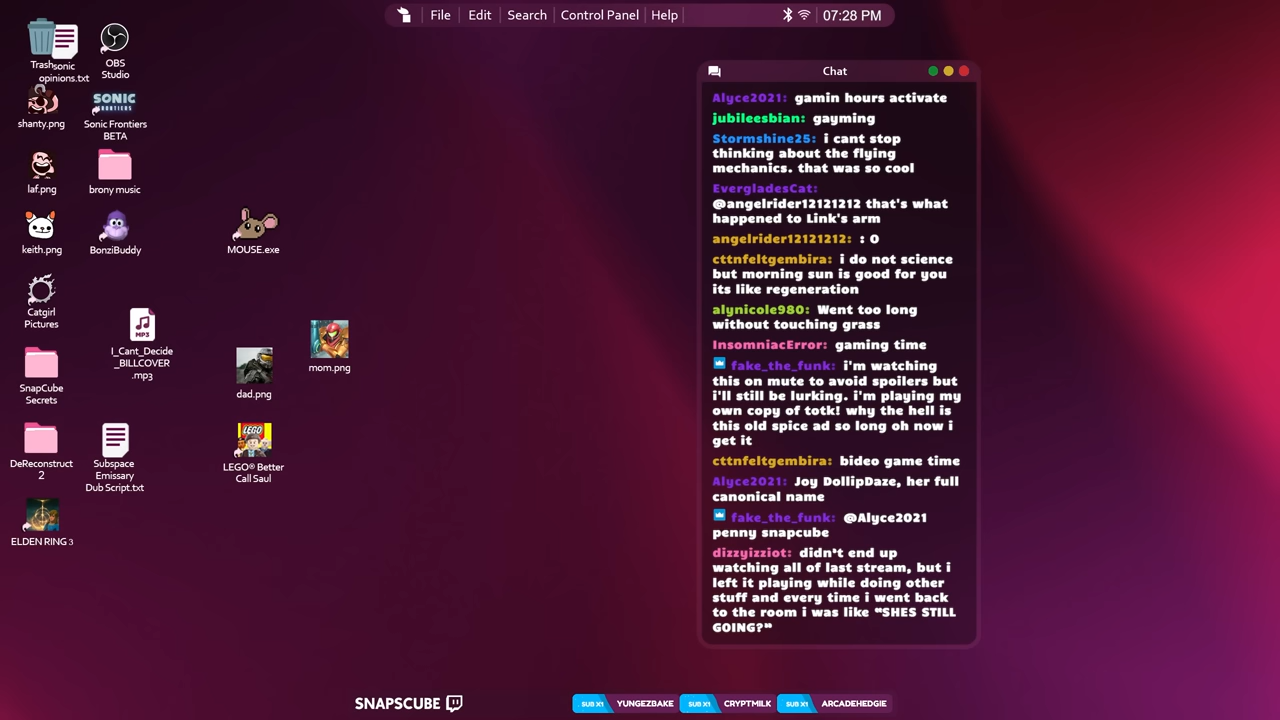 File Edit Search Control Panel Help 07:28 PM
Trash
sonic
opinions.txt
OBS
Studio
shanty.png
SONIC
FRONTIERS
Sonic Frontiers
BETA
laf.png
brony music
keith.png
BonziBuddy
MOUSE.exe
Catgirl
Pictures
MP3
I_Cant_Decide
_BILLCOVER
.mp3
dad.png
mom.png
SnapCube
Secrets
DeReconstruct
2
Subspace
Emissary
Dub Script.txt
LEGO
LEGO® Better
Call Saul
ELDEN RING 3
Chat
Alyce2021: gamin hours activate
jubileesbian: gayming
Stormshine25: i cant stop
thinking about the flying
mechanics. that was so cool
EvergladesCat:
@angelrider12121212 that's what
happened to Link's arm
angelrider12121212: : O
cttnfeltgembira: i do not science
but morning sun is good for you
its like regeneration
alynicole980: Went too long
without touching grass
InsomniacError: gaming time
fake_the_funk: i'm watching
this on mute to avoid spoilers but
i'll still be lurking. i'm playing my
own copy of totk! why the hell is
this old spice ad so long oh now i
get it
cttnfeltgembira: bideo game time
Alyce2021: Joy DollipDaze, her full
canonical name
fake_the_funk: @Alyce2021
penny snapcube
dizzyizziot: didn't end up
watching all of last stream, but i
left it playing while doing other
stuff and every time i went back
to the room i was like "SHES STILL
GOING?"
SNAPSCUBE
SUB X1 YUNGEZBAKE SUB X1 CRYPTMILK SUB X1 ARCADEHEDGIE